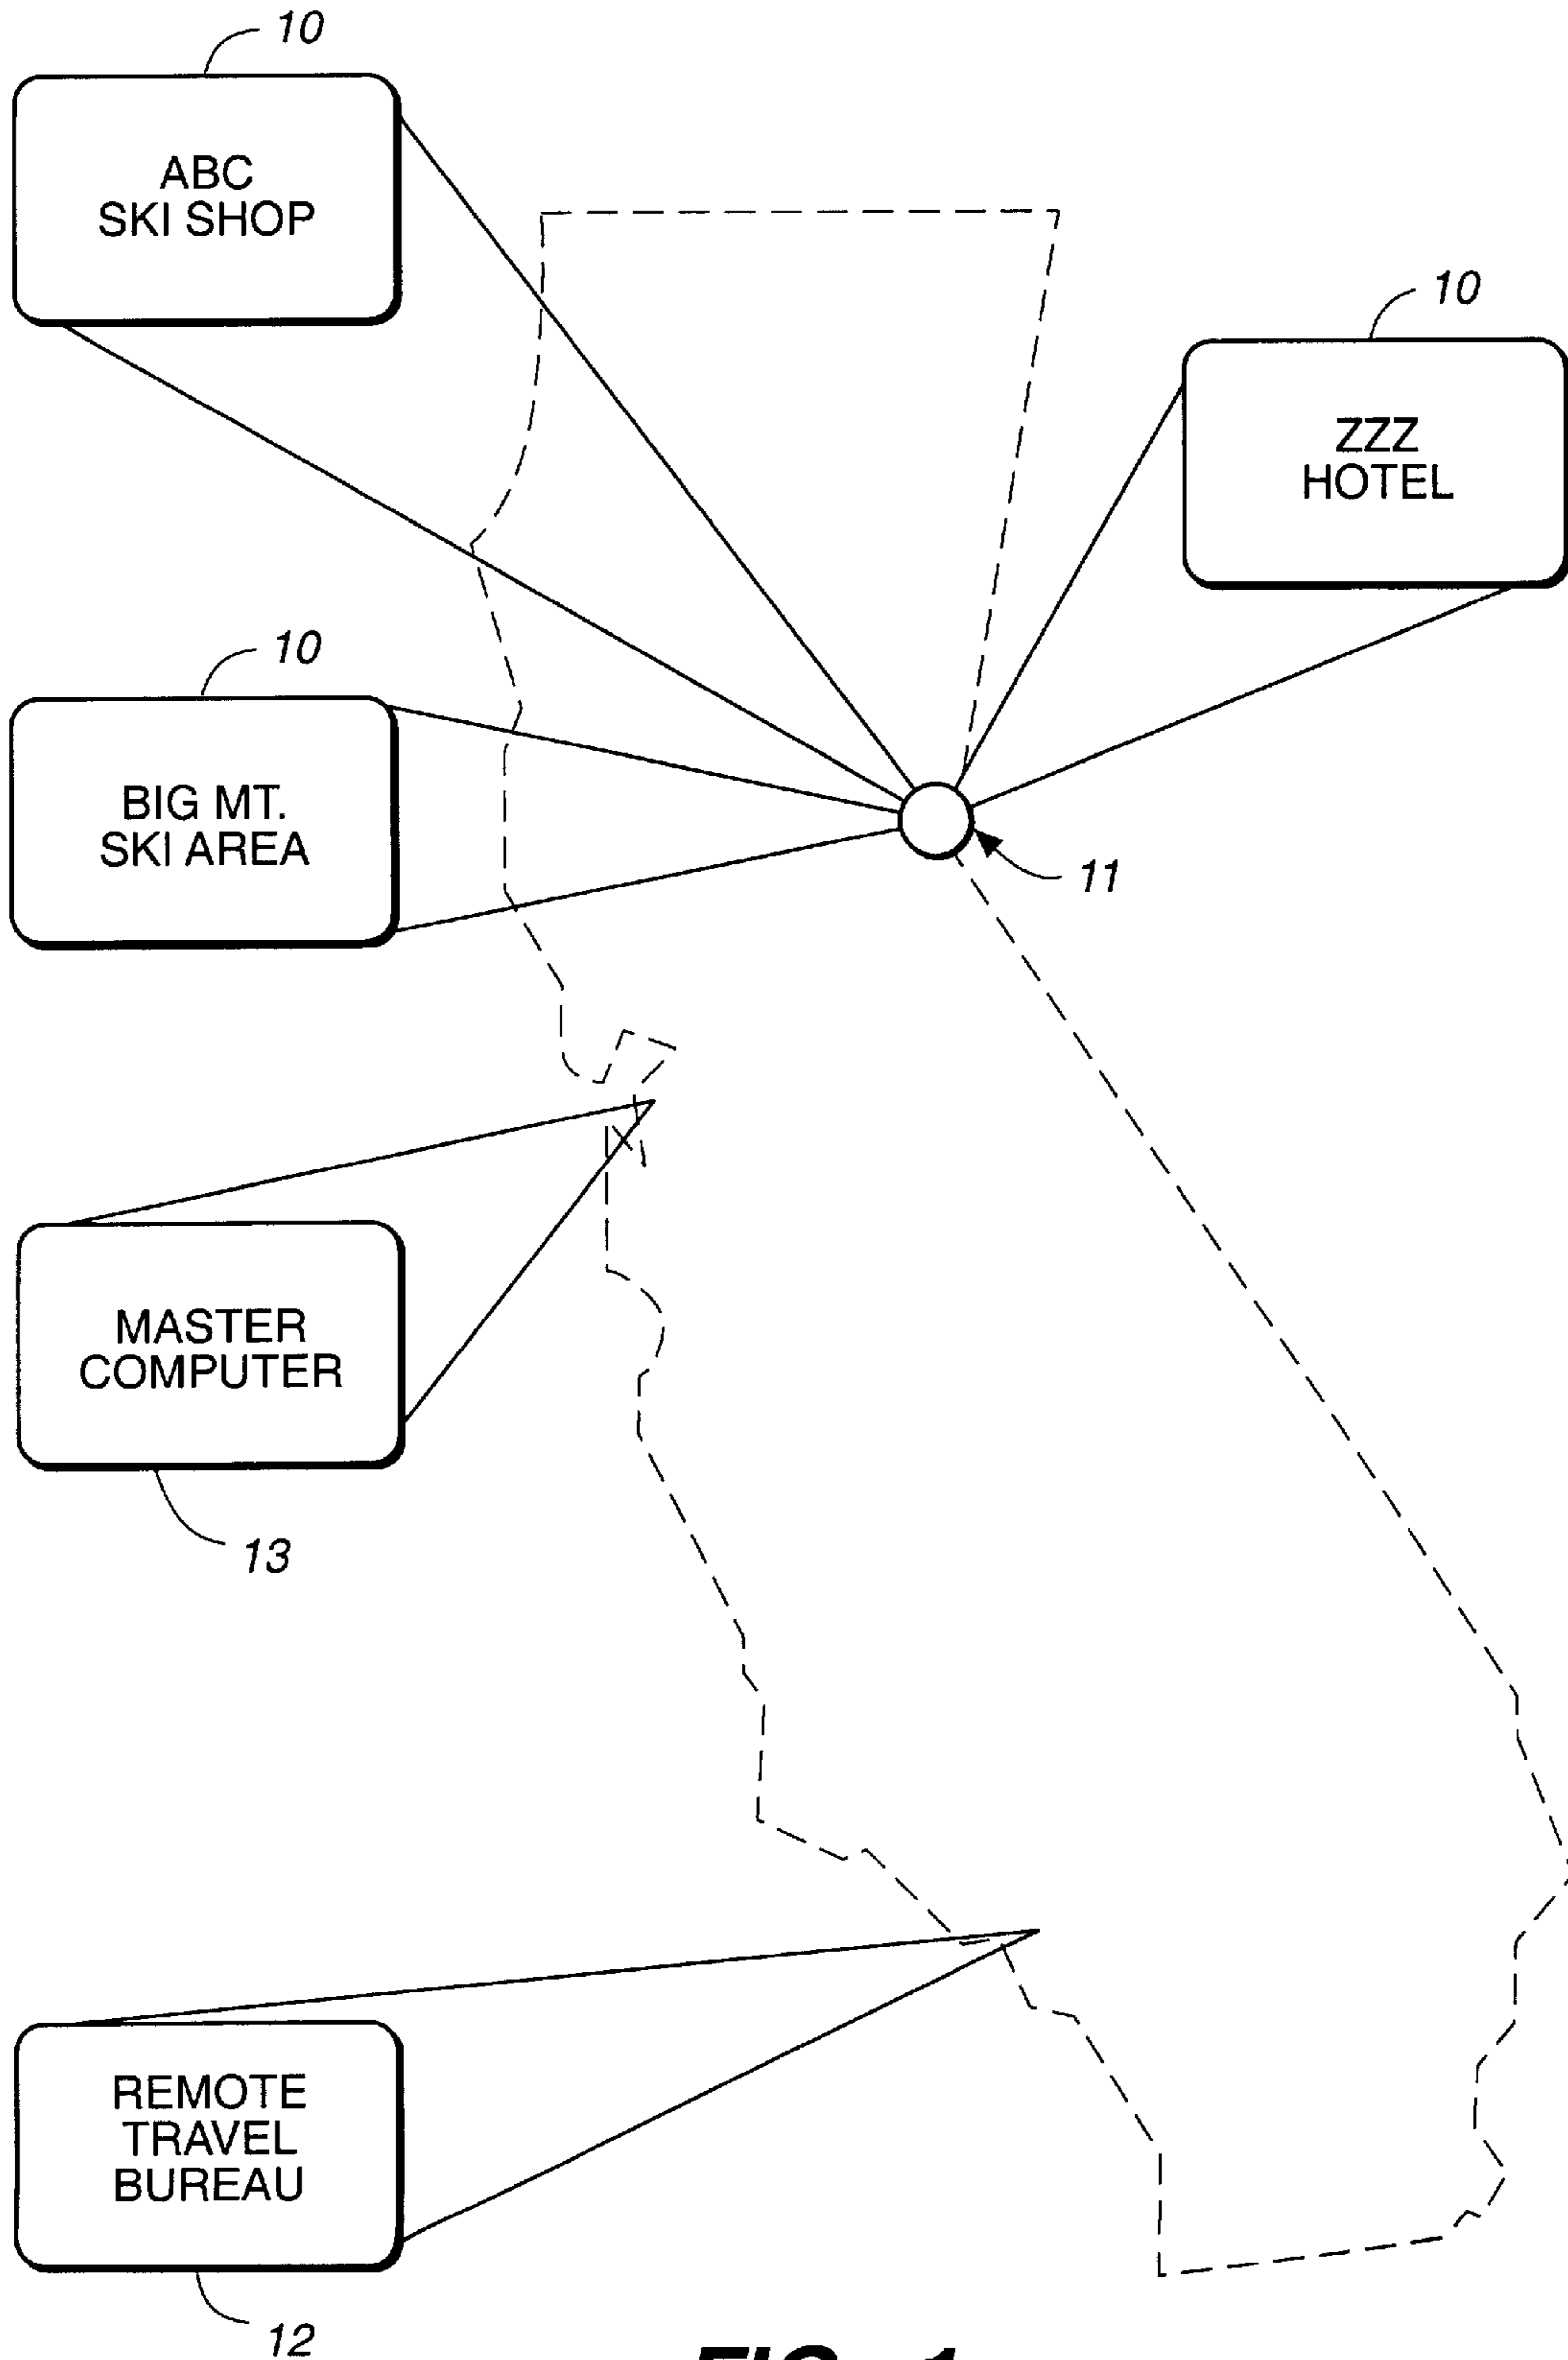 10
ABC
SKI SHOP
10
ZZZ
HOTEL
10
BIG MT.
SKI AREA
11
MASTER
COMPUTER
13
REMOTE
TRAVEL
BUREAU
12